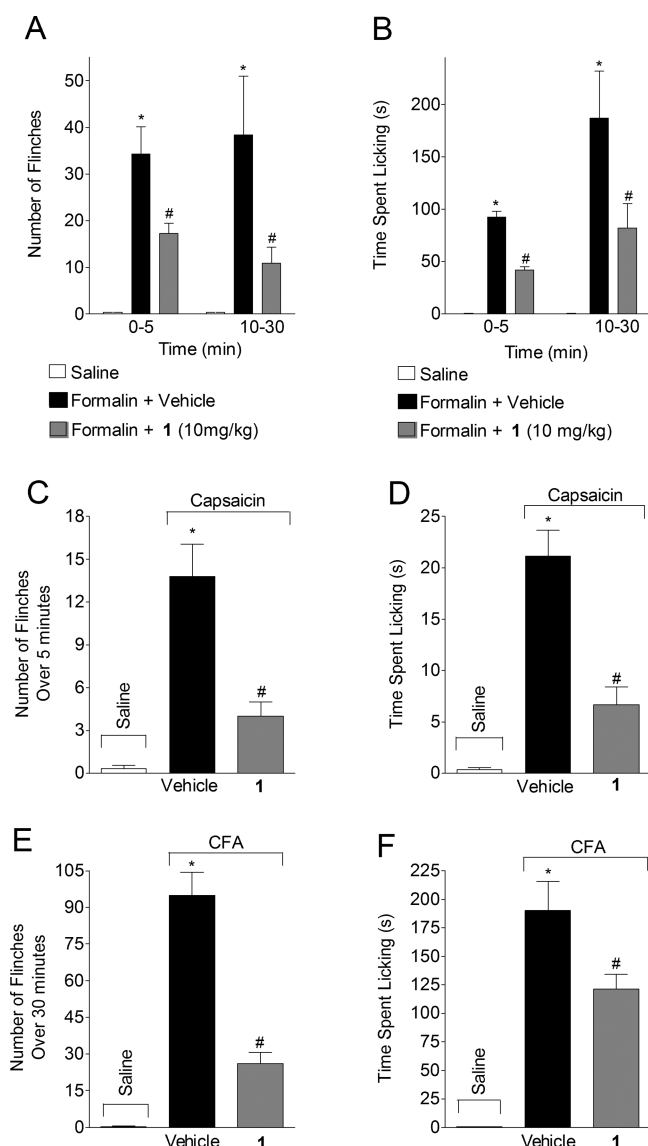 A
Number of Flinches
50
40
30
20
10
0
*
#
*
#
0-5
10-30
Time (min)
Saline
Formalin + Vehicle
Formalin + 1 (10mg/kg)
B
Time Spent Licking (s)
200
150
100
50
0
*
#
*
#
0-5
10-30
Time (min)
Saline
Formalin + Vehicle
Formalin + 1 (10 mg/kg)
C
Capsaicin
Number of Flinches
Over 5 minutes
18
15
12
9
6
3
0
Saline
*
#
Vehicle
1
D
Capsaicin
Time Spent Licking (s)
25
20
15
10
5
0
Saline
*
#
Vehicle
1
E
CFA
Number of Flinches
Over 30 minutes
105
90
75
60
45
30
15
0
Saline
*
#
Vehicle
1
F
CFA
Time Spent Licking (s)
225
200
175
150
125
100
75
50
25
0
Saline
*
#
Vehicle
1